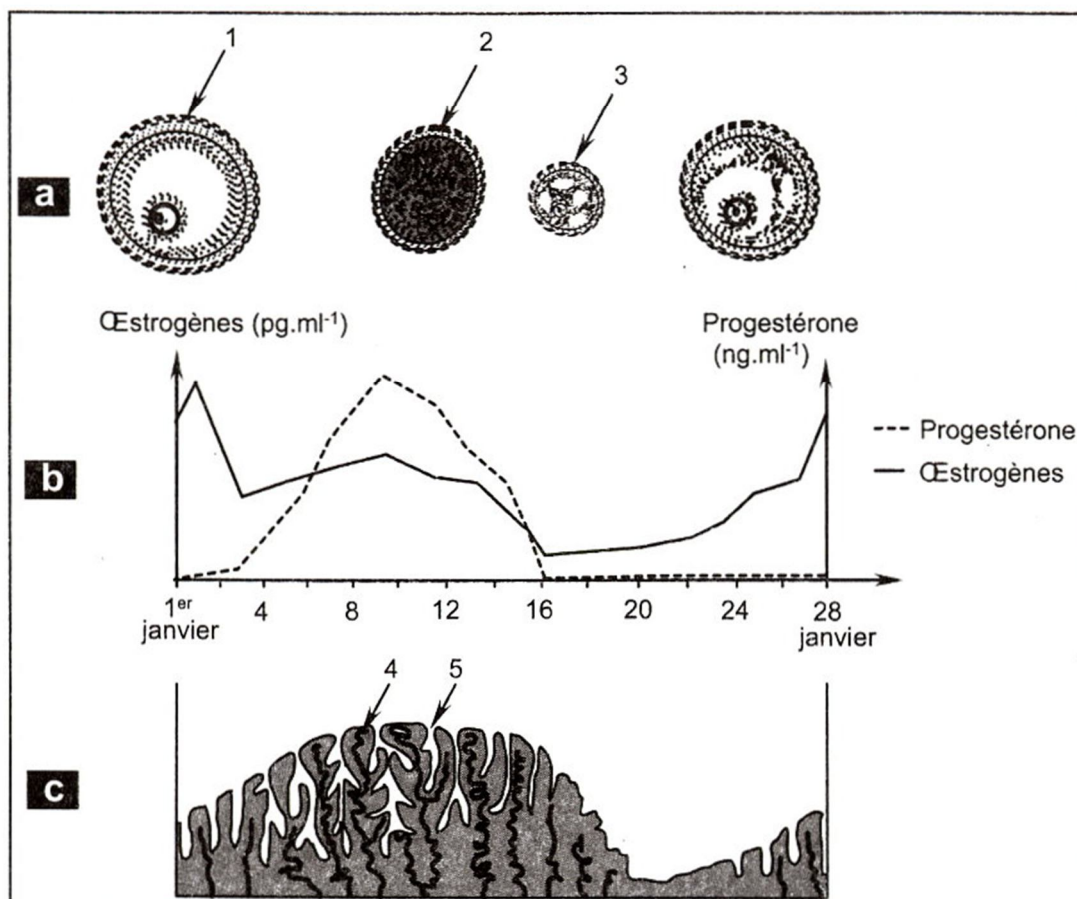 1
2
3
a
Œstrogènes (pg.ml⁻¹)
Progestérone
(ng.ml⁻¹)
Progestérone
Œstrogènes
b
1er 4 8 12 16 20 24 28
janvier janvier
4 5
c